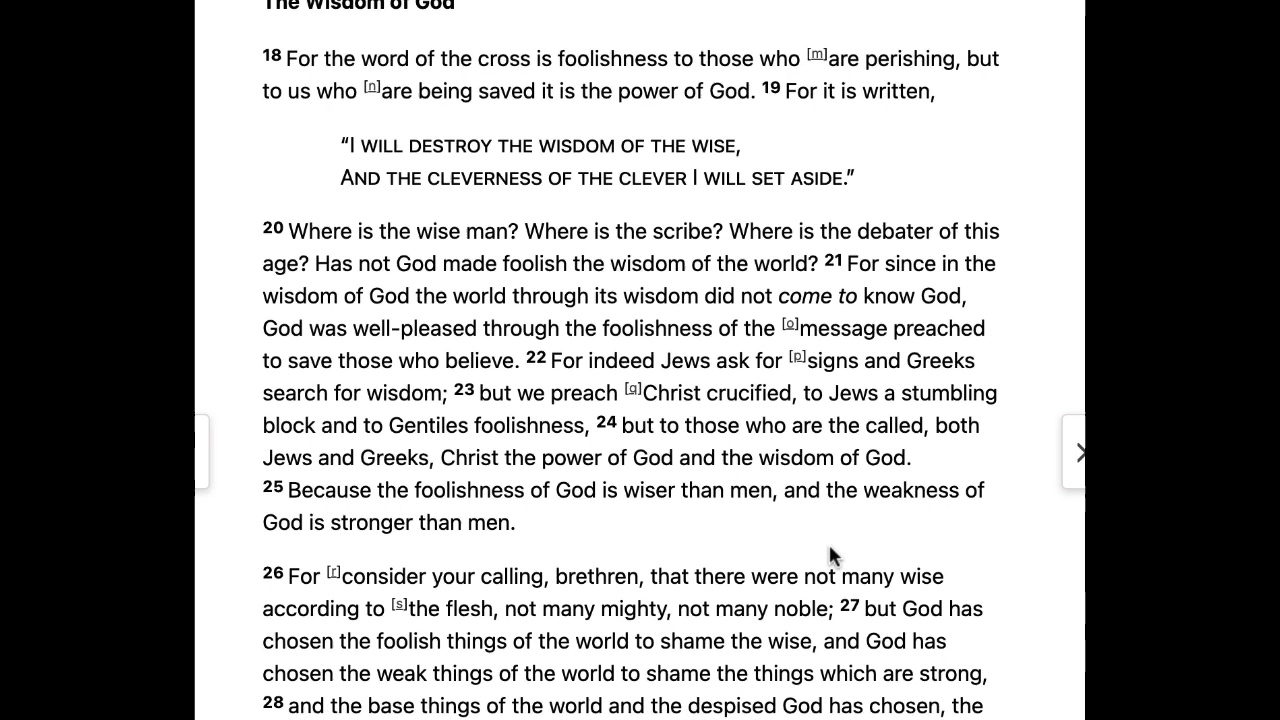 The Wisdom of God
18 For the word of the cross is foolishness to those who [m]are perishing, but
to us who [n]are being saved it is the power of God. 19 For it is written,
“I WILL DESTROY THE WISDOM OF THE WISE,
AND THE CLEVERNESS OF THE CLEVER I WILL SET ASIDE.”
20 Where is the wise man? Where is the scribe? Where is the debater of this
age? Has not God made foolish the wisdom of the world? 21 For since in the
wisdom of God the world through its wisdom did not come to know God,
God was well-pleased through the foolishness of the [o]message preached
to save those who believe. 22 For indeed Jews ask for [p]signs and Greeks
search for wisdom; 23 but we preach [q]Christ crucified, to Jews a stumbling
block and to Gentiles foolishness, 24 but to those who are the called, both
Jews and Greeks, Christ the power of God and the wisdom of God.
25 Because the foolishness of God is wiser than men, and the weakness of
God is stronger than men.
26 For [r]consider your calling, brethren, that there were not many wise
according to [s]the flesh, not many mighty, not many noble; 27 but God has
chosen the foolish things of the world to shame the wise, and God has
chosen the weak things of the world to shame the things which are strong,
28 and the base things of the world and the despised God has chosen, the